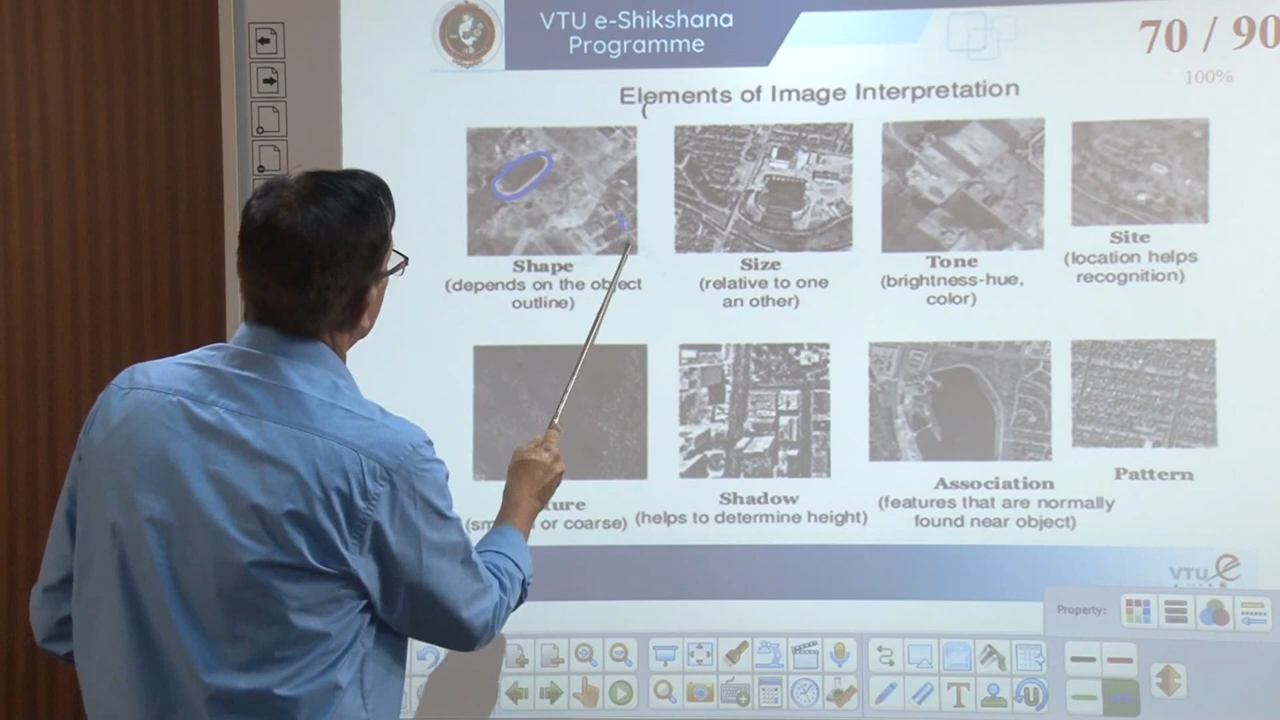 VTU e-Shikshana
Programme
70 / 90
100%
Elements of Image Interpretation
Shape
(depends on the object
outline)
Size
(relative to one
an other)
Tone
(brightness-hue,
color)
Site
(location helps
recognition)
ture
or coarse)
Shadow
(helps to determine height)
Association
(features that are normally
found near object)
Pattern
VTU e
Property: